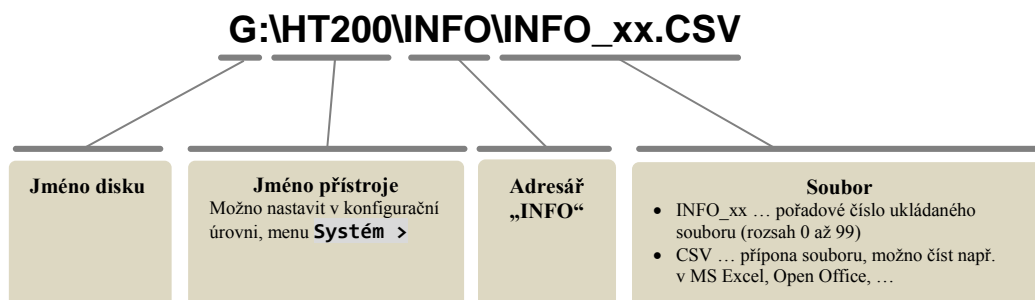 G:\HT200\INFO\INFO_xx.CSV
Jméno disku
Jméno přístroje
Možno nastavit v konfigurační
úrovni, menu Systém >
Adresář
„INFO“
Soubor
• INFO_xx … pořadové číslo ukládaného
souboru (rozsah 0 až 99)
• CSV … přípona souboru, možno číst např.
v MS Excel, Open Office, …